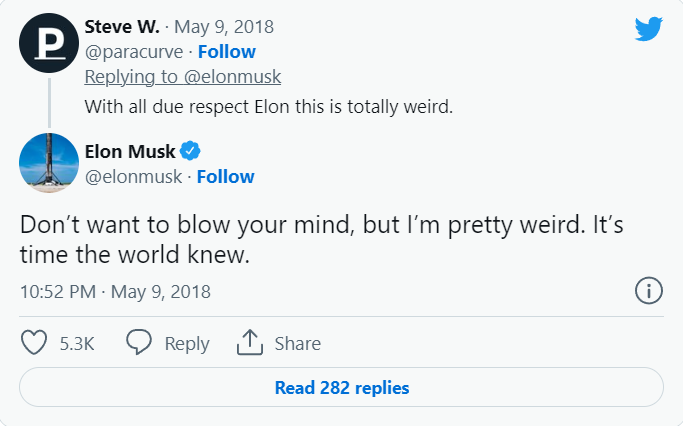 P
Steve W. · May 9, 2018
@paracurve · Follow
Replying to @elonmusk
With all due respect Elon this is totally weird.
Elon Musk
@elonmusk · Follow
Don’t want to blow your mind, but I’m pretty weird. It’s
time the world knew.
10:52 PM · May 9, 2018
5.3K Reply Share
Read 282 replies